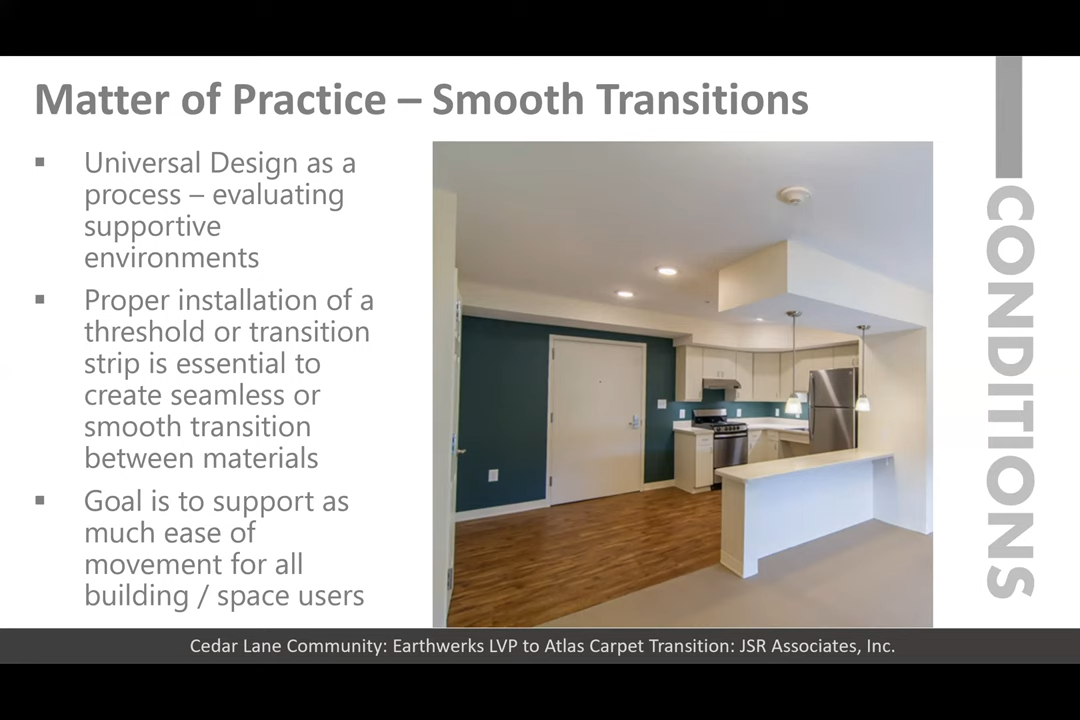 Matter of Practice – Smooth Transitions
▪ Universal Design as a
process – evaluating
supportive
environments
▪ Proper installation of a
threshold or transition
strip is essential to
create seamless or
smooth transition
between materials
▪ Goal is to support as
much ease of
movement for all
building / space users
CONDITIONS
Cedar Lane Community: Earthwerks LVP to Atlas Carpet Transition: JSR Associates, Inc.